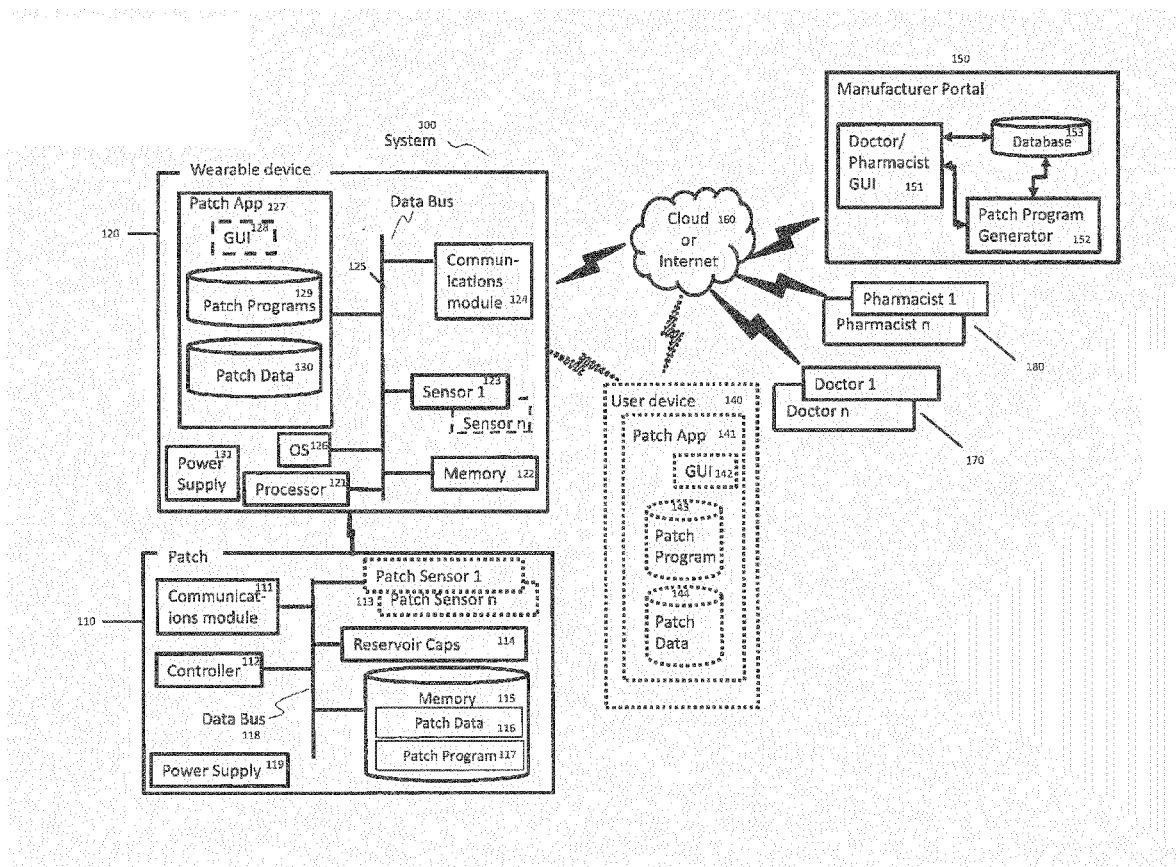 100
System
Wearable device
120
Patch App 127
GUI 128
129
Patch Programs
130
Patch Data
Data Bus
125
Commun-
ications
module 124
123
Sensor 1
Sensor n
OS 126
131
Power
Supply
Processor 121
Memory 122
Patch
110
111
Communicat-
ions module
Controller 112
Data Bus
118
Power Supply 119
Patch Sensor 1
113 Patch Sensor n
Reservoir Caps 114
Memory 115
Patch Data 116
Patch Program 117
Cloud 160
or
Internet
User device 140
Patch App 141
GUI 142
143
Patch
Program
144
Patch
Data
150
Manufacturer Portal
Doctor/
Pharmacist
GUI 151
153
Database
Patch Program
Generator 152
Pharmacist 1
Pharmacist n
180
Doctor 1
Doctor n
170